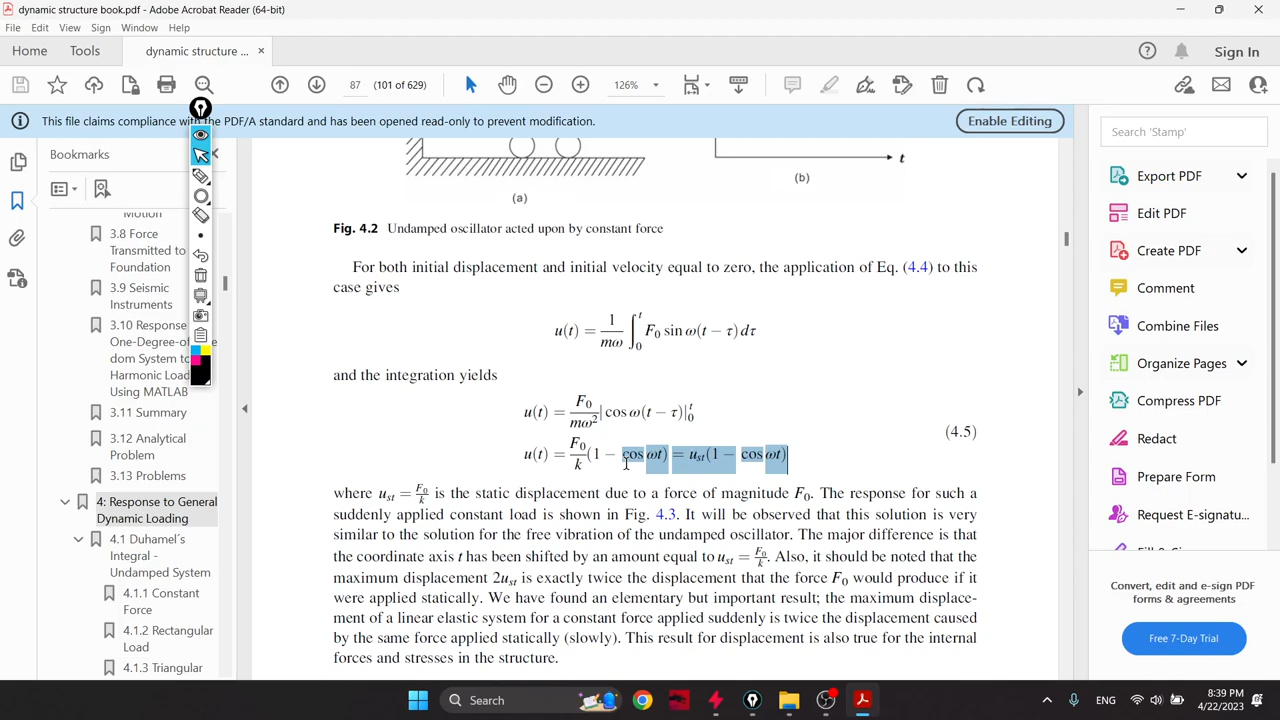 dynamic structure book.pdf - Adobe Acrobat Reader (64-bit)
File Edit View Sign Window Help
Home Tools dynamic structure ... × Sign In
87 (101 of 629) 126%
This file claims compliance with the PDF/A standard and has been opened read-only to prevent modification. Enable Editing
Bookmarks
Motion
3.8 Force
Transmitted to
Foundation
3.9 Seismic
Instruments
3.10 Response
One-Degree-of
dom System to
Harmonic Load
Using MATLAB
3.11 Summary
3.12 Analytical
Problem
3.13 Problems
4: Response to General
Dynamic Loading
4.1 Duhamel´s
Integral -
Undamped System
4.1.1 Constant
Force
4.1.2 Rectangular
Load
4.1.3 Triangular
t
(a)
(b)
Fig. 4.2 Undamped oscillator acted upon by constant force
For both initial displacement and initial velocity equal to zero, the application of Eq. (4.4) to this
case gives
u(t) = 1/mω ∫₀ᵗ F₀ sin ω(t − τ) dτ
and the integration yields
u(t) = F₀/mω² |cos ω(t − τ)|₀ᵗ
u(t) = F₀/k (1 − cos ωt) = uₛₜ(1 − cos ωt)
(4.5)
where uₛₜ = F₀/k is the static displacement due to a force of magnitude F₀. The response for such a
suddenly applied constant load is shown in Fig. 4.3. It will be observed that this solution is very
similar to the solution for the free vibration of the undamped oscillator. The major difference is that
the coordinate axis t has been shifted by an amount equal to uₛₜ = F₀/k. Also, it should be noted that the
maximum displacement 2uₛₜ is exactly twice the displacement that the force F₀ would produce if it
were applied statically. We have found an elementary but important result; the maximum displace-
ment of a linear elastic system for a constant force applied suddenly is twice the displacement caused
by the same force applied statically (slowly). This result for displacement is also true for the internal
forces and stresses in the structure.
Search 'Stamp'
Export PDF
Edit PDF
Create PDF
Comment
Combine Files
Organize Pages
Compress PDF
Redact
Prepare Form
Request E-signatu...
Convert, edit and e-sign PDF
forms & agreements
Free 7-Day Trial
Search
ENG
8:39 PM
4/22/2023